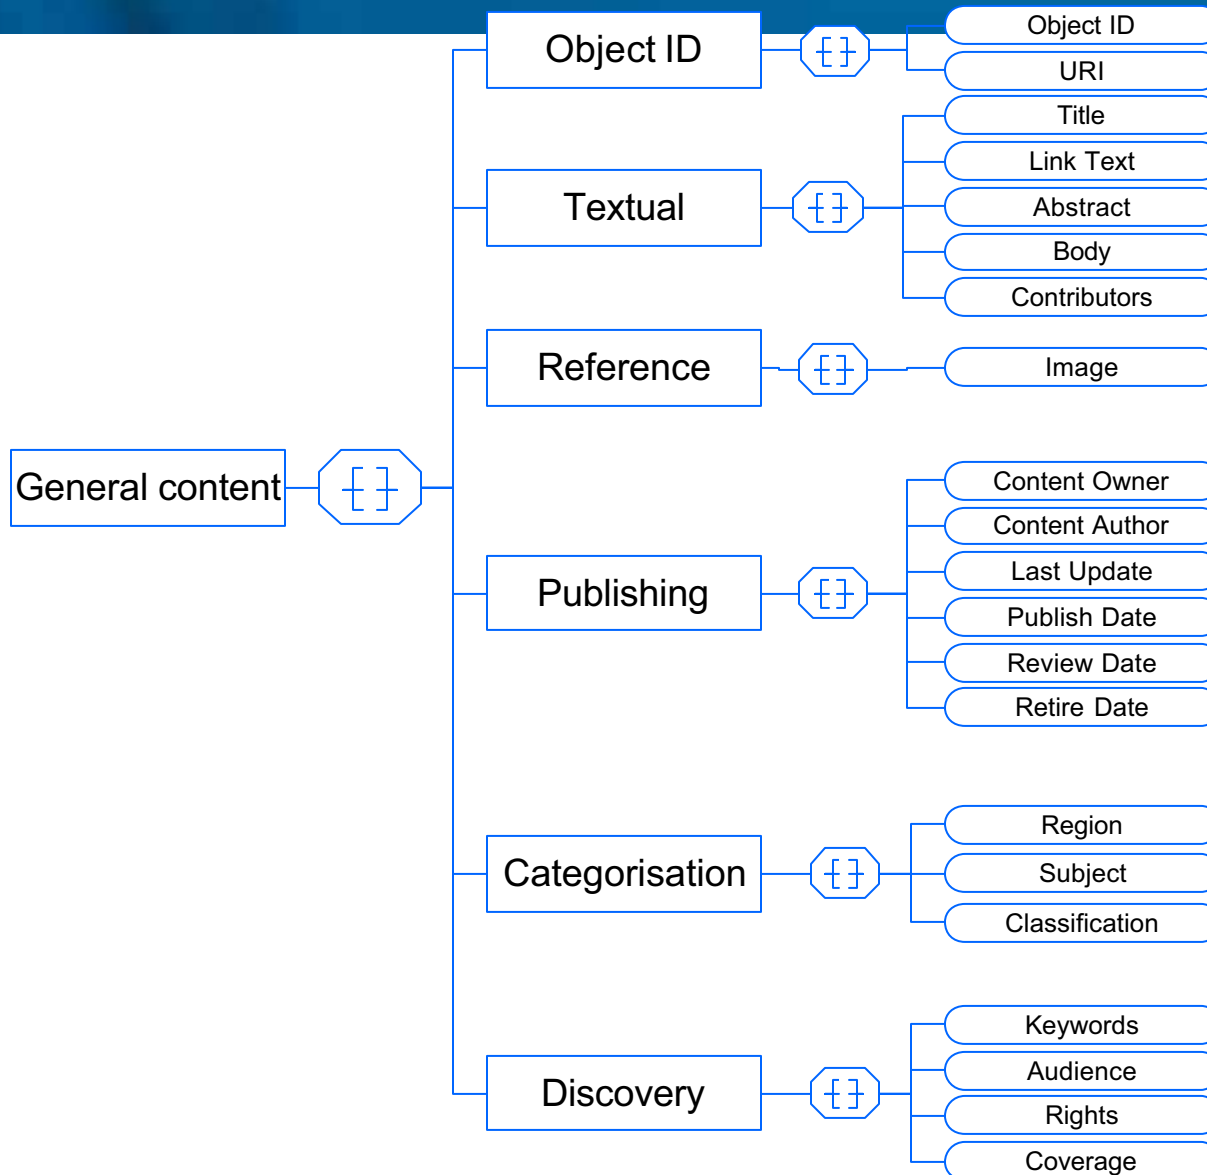 Object ID
Object ID
URI
Textual
Title
Link Text
Abstract
Body
Contributors
Reference
Image
General content
Publishing
Content Owner
Content Author
Last Update
Publish Date
Review Date
Retire Date
Categorisation
Region
Subject
Classification
Discovery
Keywords
Audience
Rights
Coverage